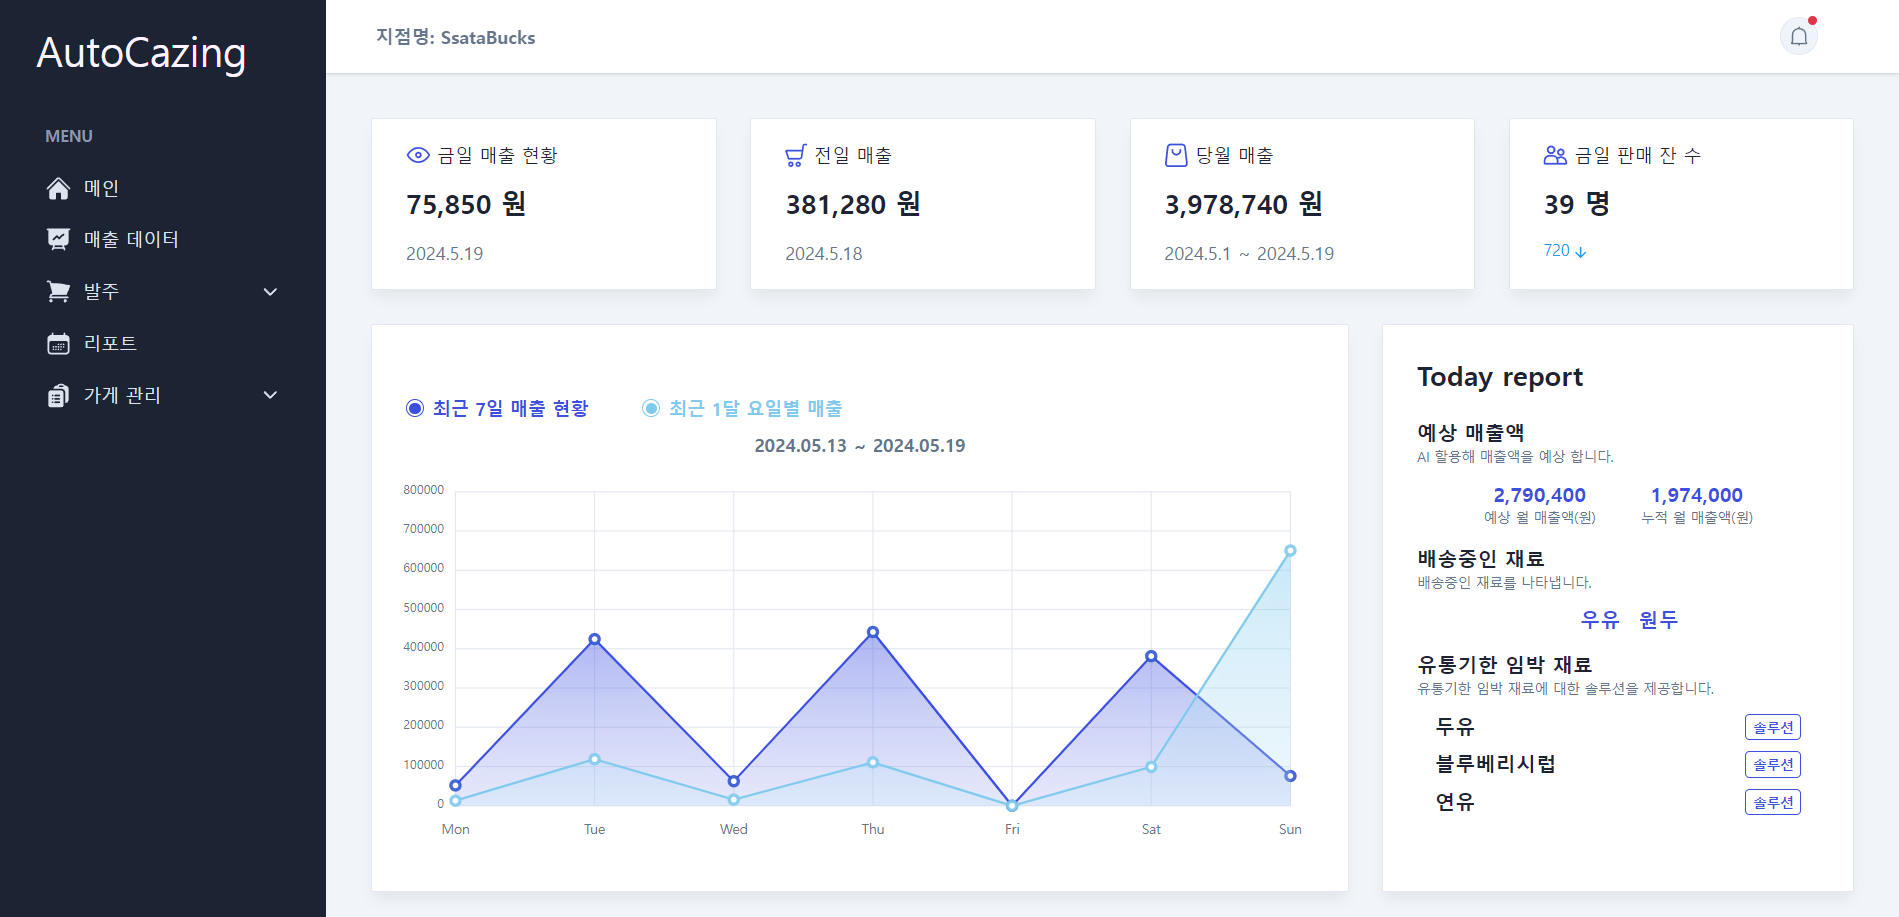 AutoCazing
MENU
메인
매출 데이터
발주
리포트
가게 관리
지점명: SsataBucks
금일 매출 현황
75,850 원
2024.5.19
전일 매출
381,280 원
2024.5.18
당월 매출
3,978,740 원
2024.5.1 ~ 2024.5.19
금일 판매 잔 수
39 명
720
최근 7일 매출 현황
최근 1달 요일별 매출
2024.05.13 ~ 2024.05.19
800000
700000
600000
500000
400000
300000
200000
100000
0
Mon Tue Wed Thu Fri Sat Sun
Today report
예상 매출액
AI 할용해 매출액을 예상 합니다.
2,790,400 1,974,000
예상 월 매출액(원) 누적 월 매출액(원)
배송중인 재료
배송중인 재료를 나타냅니다.
우유 원두
유통기한 임박 재료
유통기한 임박 재료에 대한 솔루션을 제공합니다.
두유 솔루션
블루베리시럽 솔루션
연유 솔루션